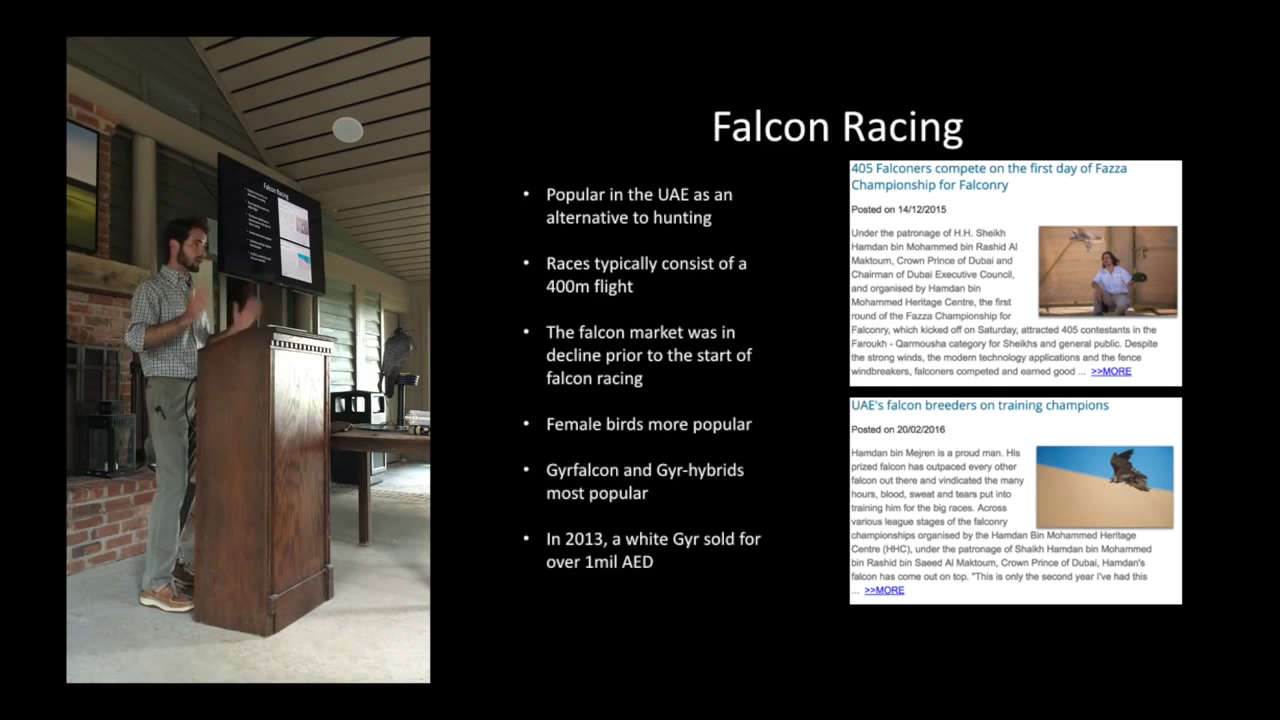 Falcon Racing
Falcon Racing
• Popular in the UAE as an
alternative to hunting
• Races typically consist of a
400m flight
• The falcon market was in
decline prior to the start of
falcon racing
• Female birds more popular
• Gyrfalcon and Gyr-hybrids
most popular
• In 2013, a white Gyr sold for
over 1mil AED
405 Falconers compete on the first day of Fazza
Championship for Falconry
Posted on 14/12/2015
Under the patronage of H.H. Sheikh
Hamdan bin Mohammed bin Rashid Al
Maktoum, Crown Prince of Dubai and
Chairman of Dubai Executive Council,
and organised by Hamdan bin
Mohammed Heritage Centre, the first
round of the Fazza Championship for
Falconry, which kicked off on Saturday, attracted 405 contestants in the
Faroukh - Qarmousha category for Sheikhs and general public. Despite
the strong winds, the modern technology applications and the fence
windbreakers, falconers competed and earned good ... >>MORE
UAE's falcon breeders on training champions
Posted on 20/02/2016
Hamdan bin Mejren is a proud man. His
prized falcon has outpaced every other
falcon out there and vindicated the many
hours, blood, sweat and tears put into
training him for the big races. Across
various league stages of the falconry
championships organised by the Hamdan Bin Mohammed Heritage
Centre (HHC), under the patronage of Shaikh Hamdan bin Mohammed
bin Rashid bin Saeed Al Maktoum, Crown Prince of Dubai, Hamdan's
falcon has come out on top. "This is only the second year I've had this
... >>MORE